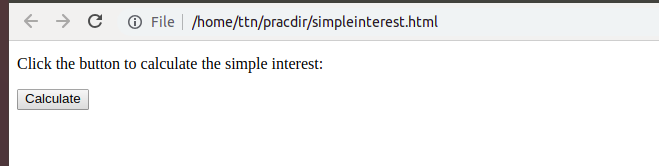 File /home/ttn/pracdir/simpleinterest.html
Click the button to calculate the simple interest:
Calculate